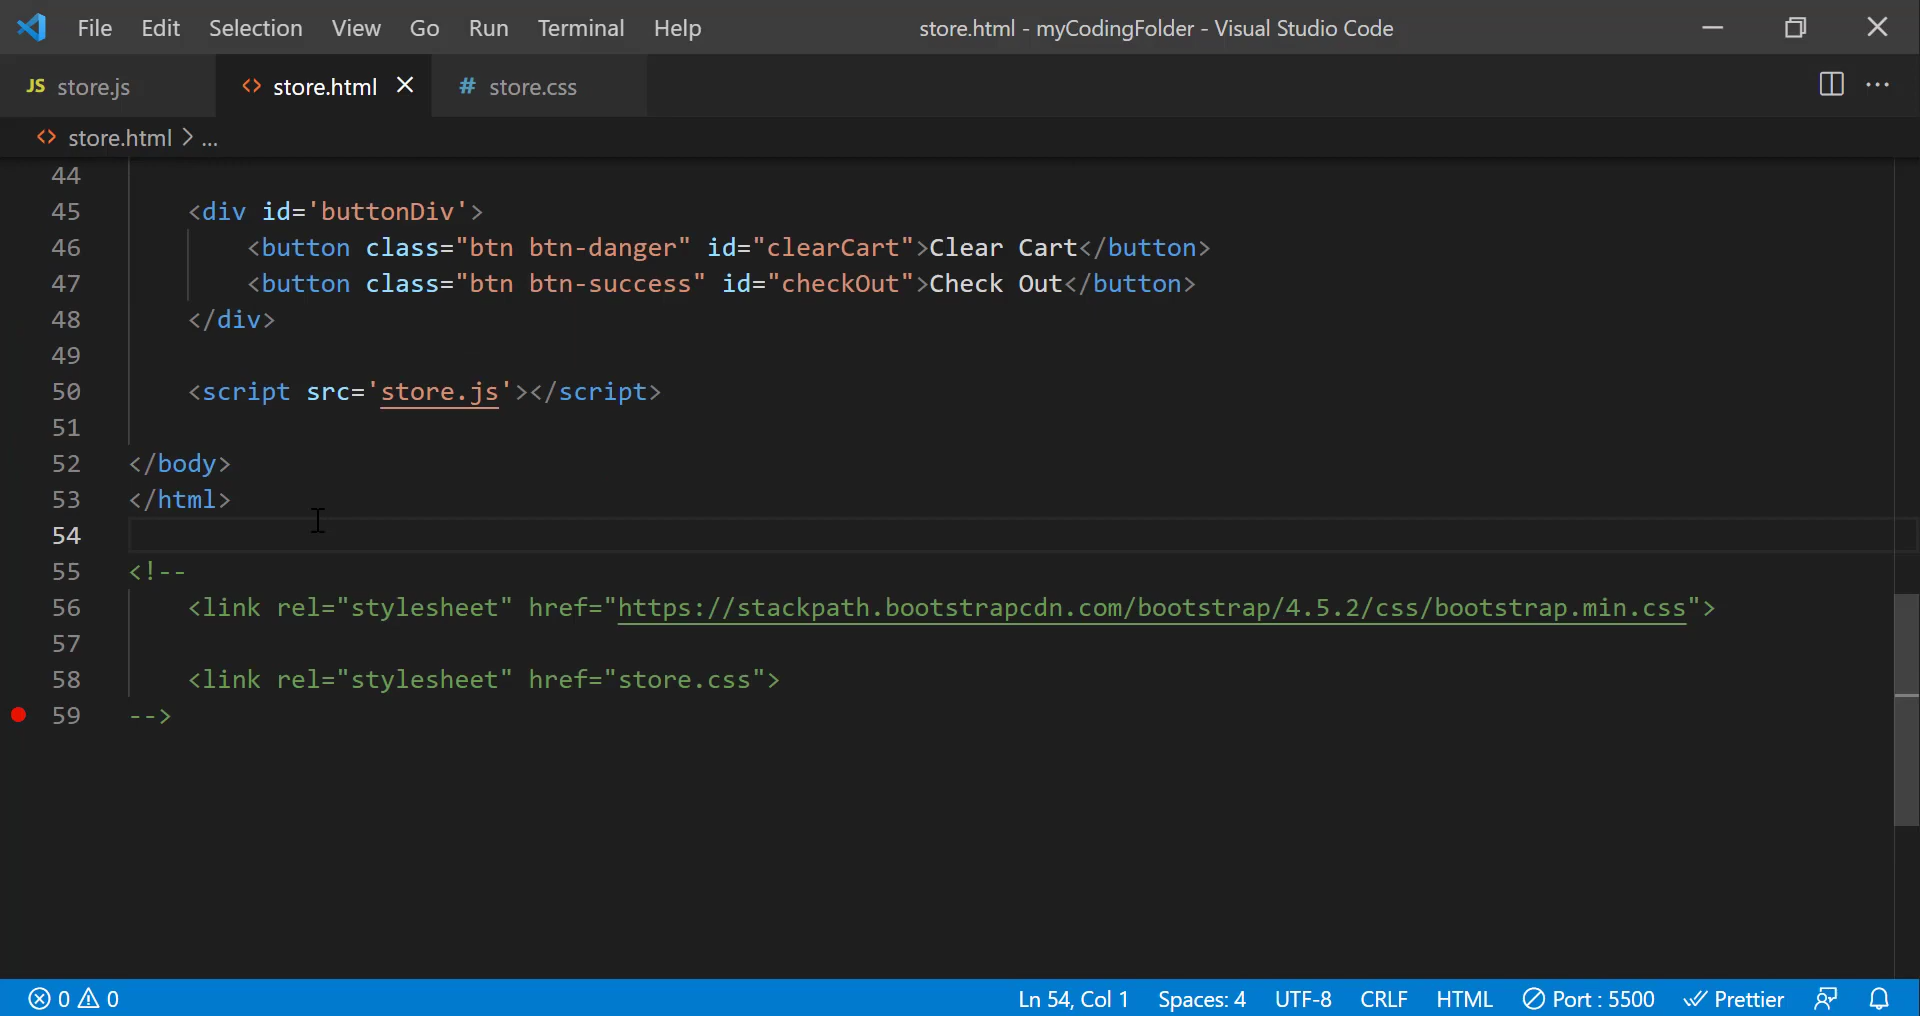 File Edit Selection View Go Run Terminal Help store.html - myCodingFolder - Visual Studio Code
JS store.js <> store.html # store.css
<> store.html > ...
44
45 <div id='buttonDiv'>
46 <button class="btn btn-danger" id="clearCart">Clear Cart</button>
47 <button class="btn btn-success" id="checkOut">Check Out</button>
48 </div>
49
50 <script src='store.js'></script>
51
52 </body>
53 </html>
54
55 <!--
56 <link rel="stylesheet" href="https://stackpath.bootstrapcdn.com/bootstrap/4.5.2/css/bootstrap.min.css">
57
58 <link rel="stylesheet" href="store.css">
59 -->
0 0 Ln 54, Col 1 Spaces: 4 UTF-8 CRLF HTML Port : 5500 Prettier